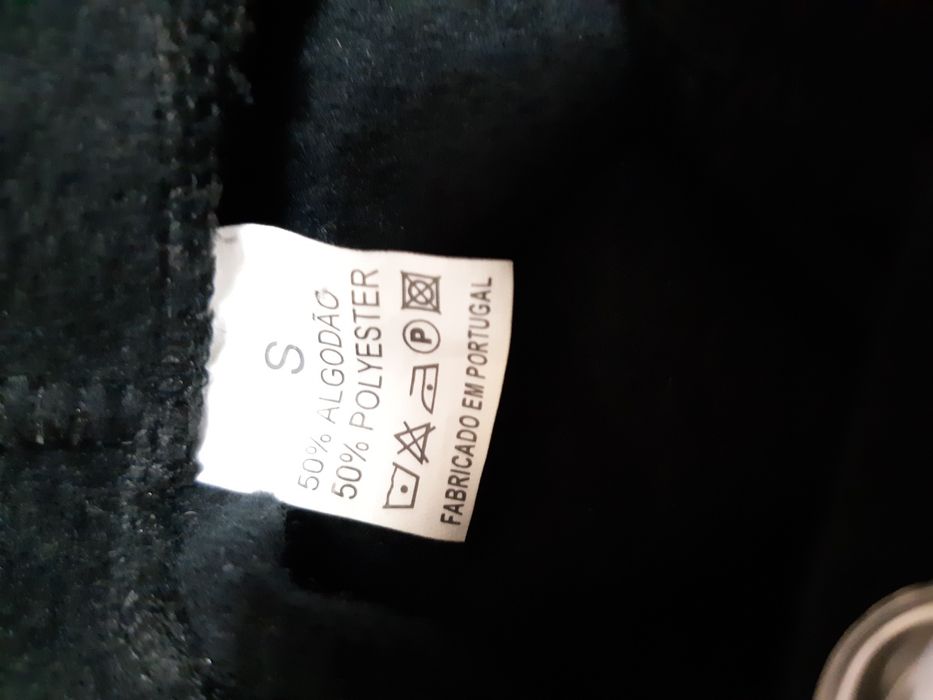 S
50% ALGODÃO
50% POLYESTER
P
FABRICADO EM PORTUGAL